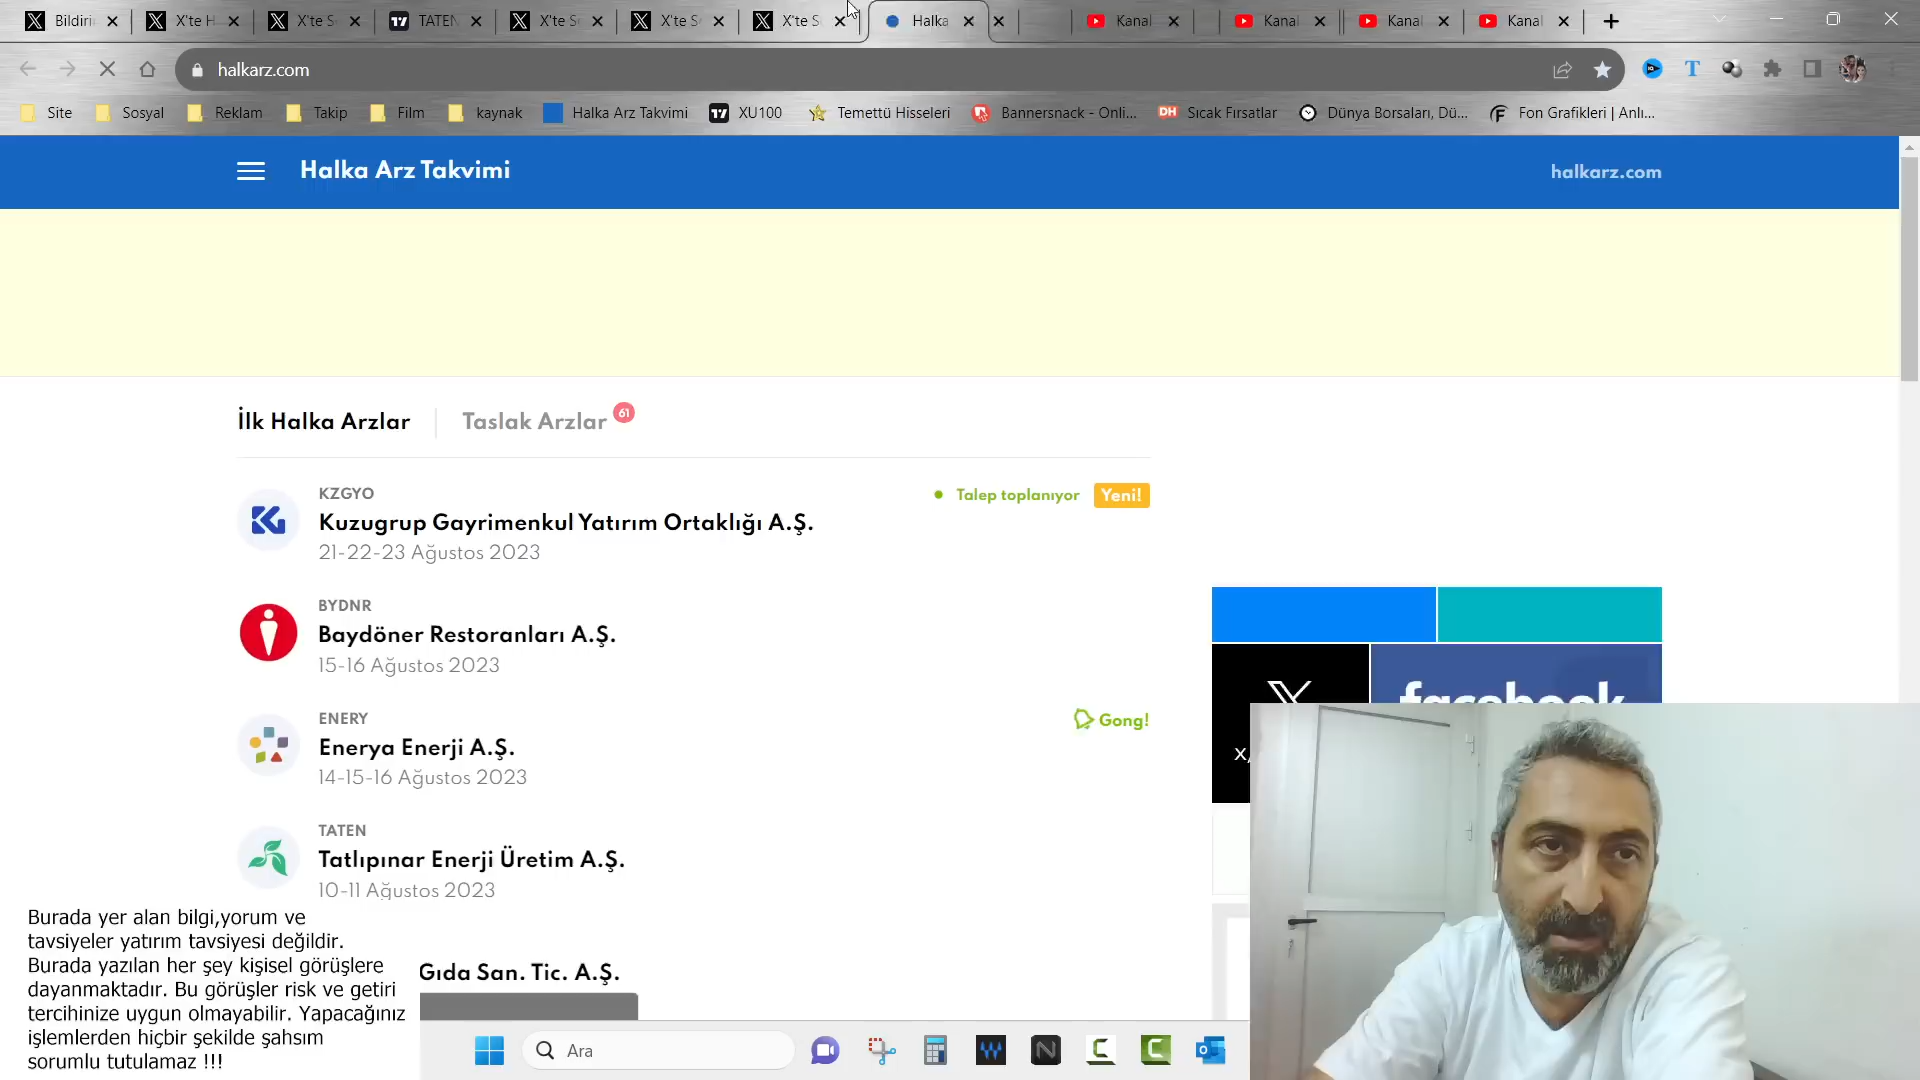 Bildiri
X'te H
X'te S
TATEN
X'te Se
X'te S
X'te S
Halka
Kanal
Kanal
Kanal
Kanal
halkarz.com
Site
Sosyal
Reklam
Takip
Film
kaynak
Halka Arz Takvimi
XU100
Temettü Hisseleri
Bannersnack - Onli...
DH
Sıcak Fırsatlar
Dünya Borsaları, Dü...
Fon Grafikleri | Anlı...
Halka Arz Takvimi
halkarz.com
İlk Halka Arzlar
Taslak Arzlar 61
KZGYO
Talep toplanıyor
Yeni!
Kuzugrup Gayrimenkul Yatırım Ortaklığı A.Ş.
21-22-23 Ağustos 2023
BYDNR
Baydöner Restoranları A.Ş.
15-16 Ağustos 2023
ENERY
Gong!
Enerya Enerji A.Ş.
14-15-16 Ağustos 2023
TATEN
Tatlıpınar Enerji Üretim A.Ş.
10-11 Ağustos 2023
Gıda San. Tic. A.Ş.
facebook
Burada yer alan bilgi,yorum ve
tavsiyeler yatırım tavsiyesi değildir.
Burada yazılan her şey kişisel görüşlere
dayanmaktadır. Bu görüşler risk ve getiri
tercihinize uygun olmayabilir. Yapacağınız
işlemlerden hiçbir şekilde şahsım
sorumlu tutulamaz !!!
Ara